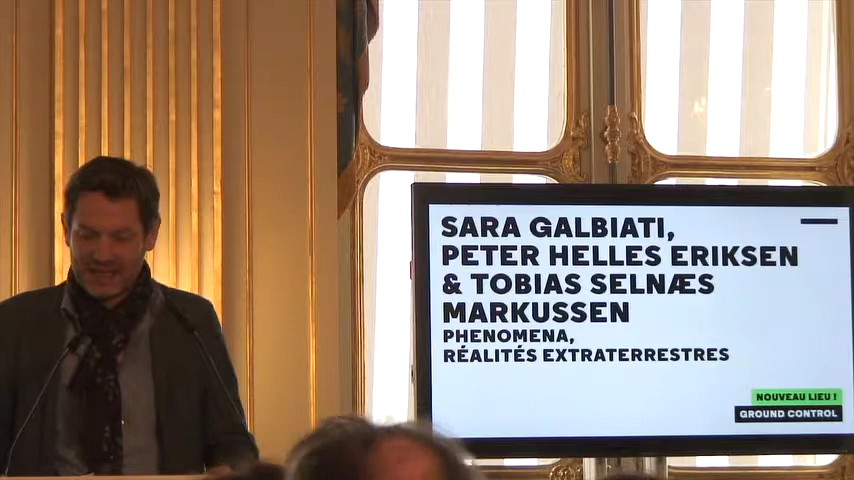 SARA GALBIATI,
PETER HELLES ERIKSEN
& TOBIAS SELNÆS
MARKUSSEN
PHENOMENA,
RÉALITÉS EXTRATERRESTRES
NOUVEAU LIEU !
GROUND CONTROL